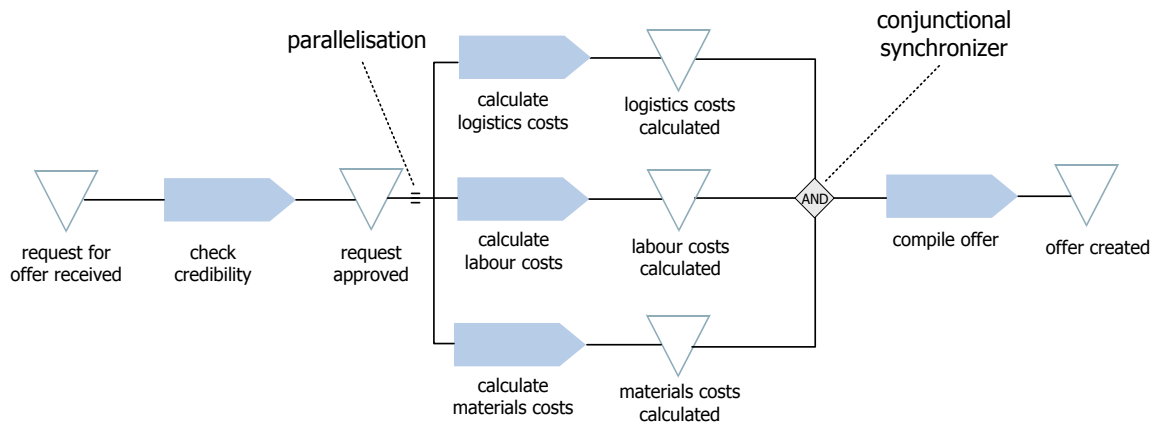 parallelisation
conjunctional
synchronizer
calculate
logistics costs
logistics costs
calculated
AND
request for
offer received
check
credibility
request
approved
calculate
labour costs
labour costs
calculated
compile offer
offer created
calculate
materials costs
materials costs
calculated